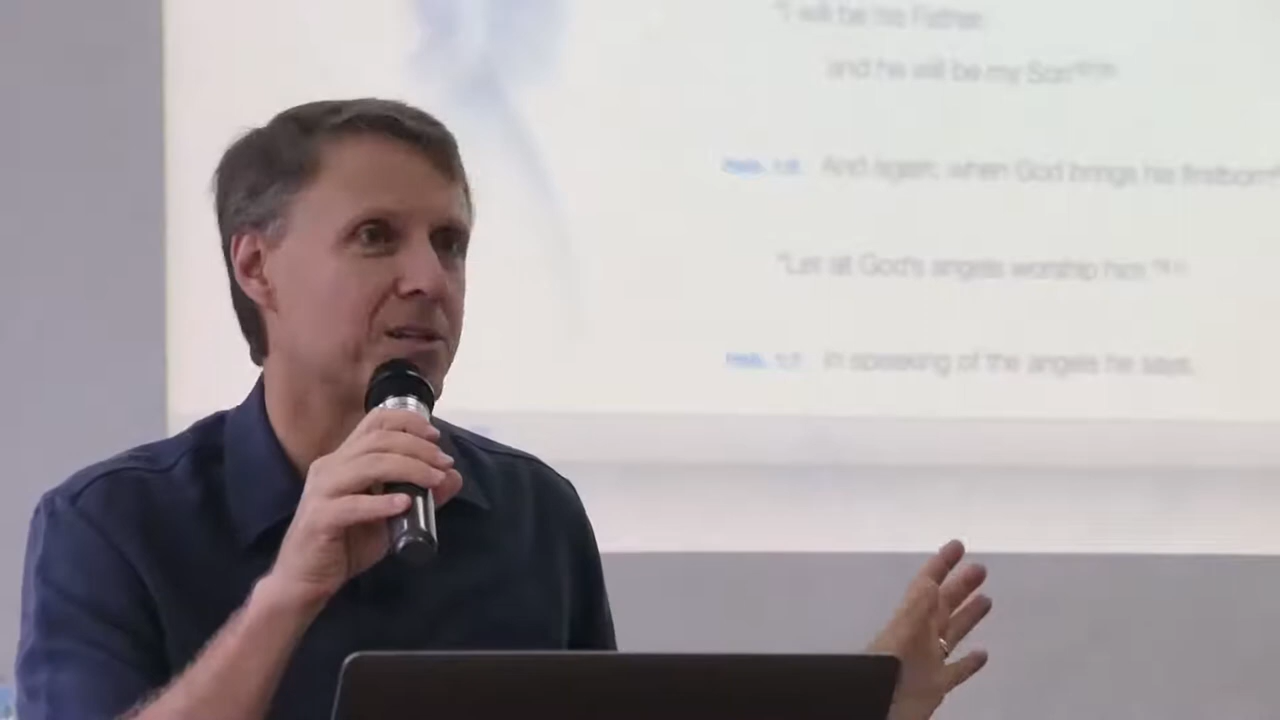 "I will be his Father,
and he will be my Son"
And again, when God brings his firstborn
"Let all God's angels worship him."
In speaking of the angels he says,